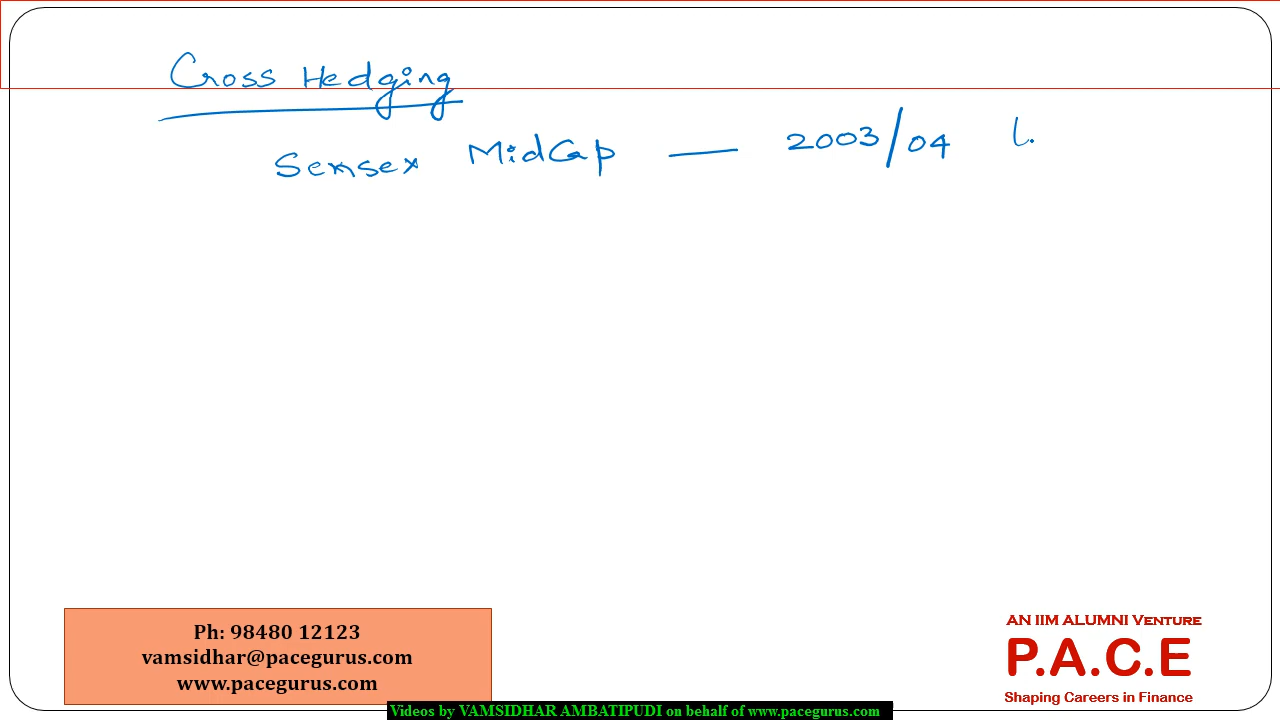 Cross Hedging
Sensex MidCap — 2003/04
Ph: 98480 12123
vamsidhar@pacegurus.com
www.pacegurus.com
AN IIM ALUMNI VENTURE
P.A.C.E
Shaping Careers in Finance
Videos by VAMSIDHAR AMBATIPUDI on behalf of www.pacegurus.com